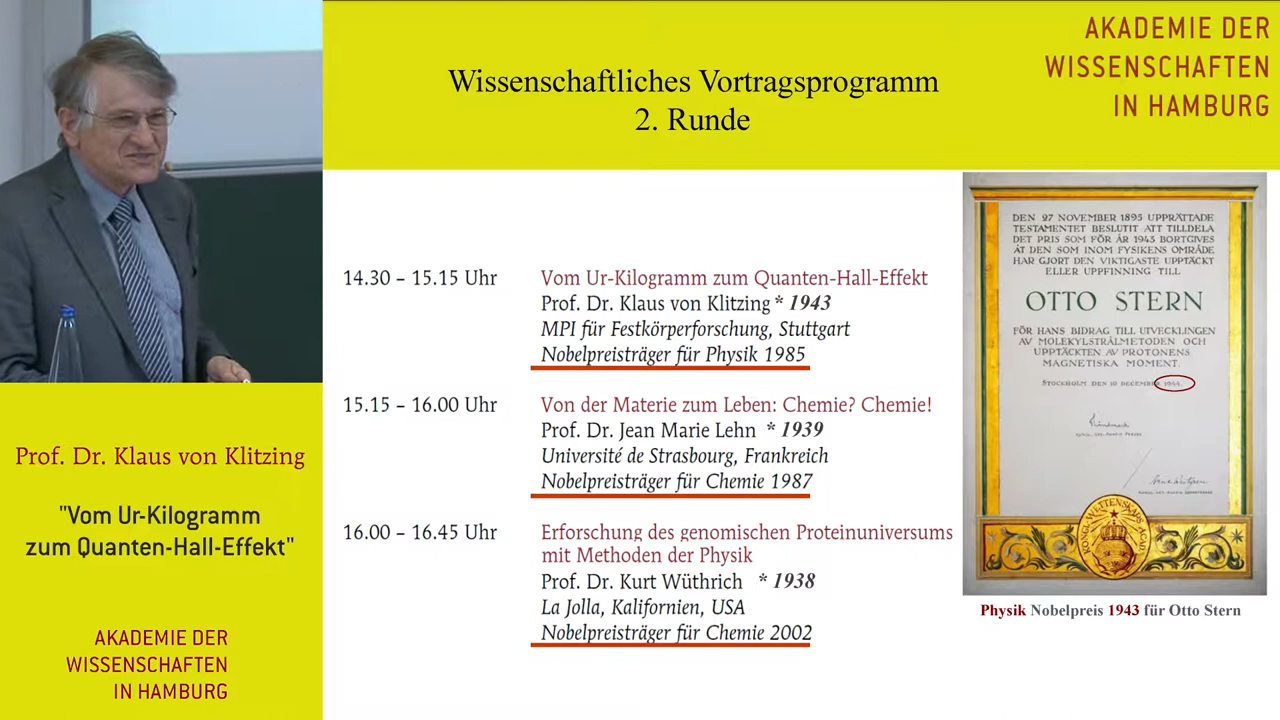 AKADEMIE DER
WISSENSCHAFTEN
IN HAMBURG
Wissenschaftliches Vortragsprogramm
2. Runde
14.30 – 15.15 Uhr
Vom Ur-Kilogramm zum Quanten-Hall-Effekt
Prof. Dr. Klaus von Klitzing * 1943
MPI für Festkörperforschung, Stuttgart
Nobelpreisträger für Physik 1985
15.15 – 16.00 Uhr
Von der Materie zum Leben: Chemie? Chemie!
Prof. Dr. Jean Marie Lehn * 1939
Université de Strasbourg, Frankreich
Nobelpreisträger für Chemie 1987
16.00 – 16.45 Uhr
Erforschung des genomischen Proteinuniversums
mit Methoden der Physik
Prof. Dr. Kurt Wüthrich * 1938
La Jolla, Kalifornien, USA
Nobelpreisträger für Chemie 2002
DEN 27 NOVEMBER 1895 UPPRÄTTADE
TESTAMENTET BESLUTIT ATT TILLDELA
DET PRIS SOM FÖR ÅR 1943 BORTGIVES
ÅT DEN SOM INOM FYSIKENS OMRÅDE
HAR GJORT DEN VIKTIGASTE UPPTÄCKT
ELLER UPPFINNING TILL
OTTO STERN
FÖR HANS BIDRAG TILL UTVECKLINGEN
AV MOLEKYLSTRÅLMETODEN OCH
UPPTÄCKTEN AV PROTONENS
MAGNETISKA MOMENT.
STOCKHOLM DEN 10 DECEMBER 1944.
Physik Nobelpreis 1943 für Otto Stern
Prof. Dr. Klaus von Klitzing
"Vom Ur-Kilogramm
zum Quanten-Hall-Effekt"
AKADEMIE DER
WISSENSCHAFTEN
IN HAMBURG